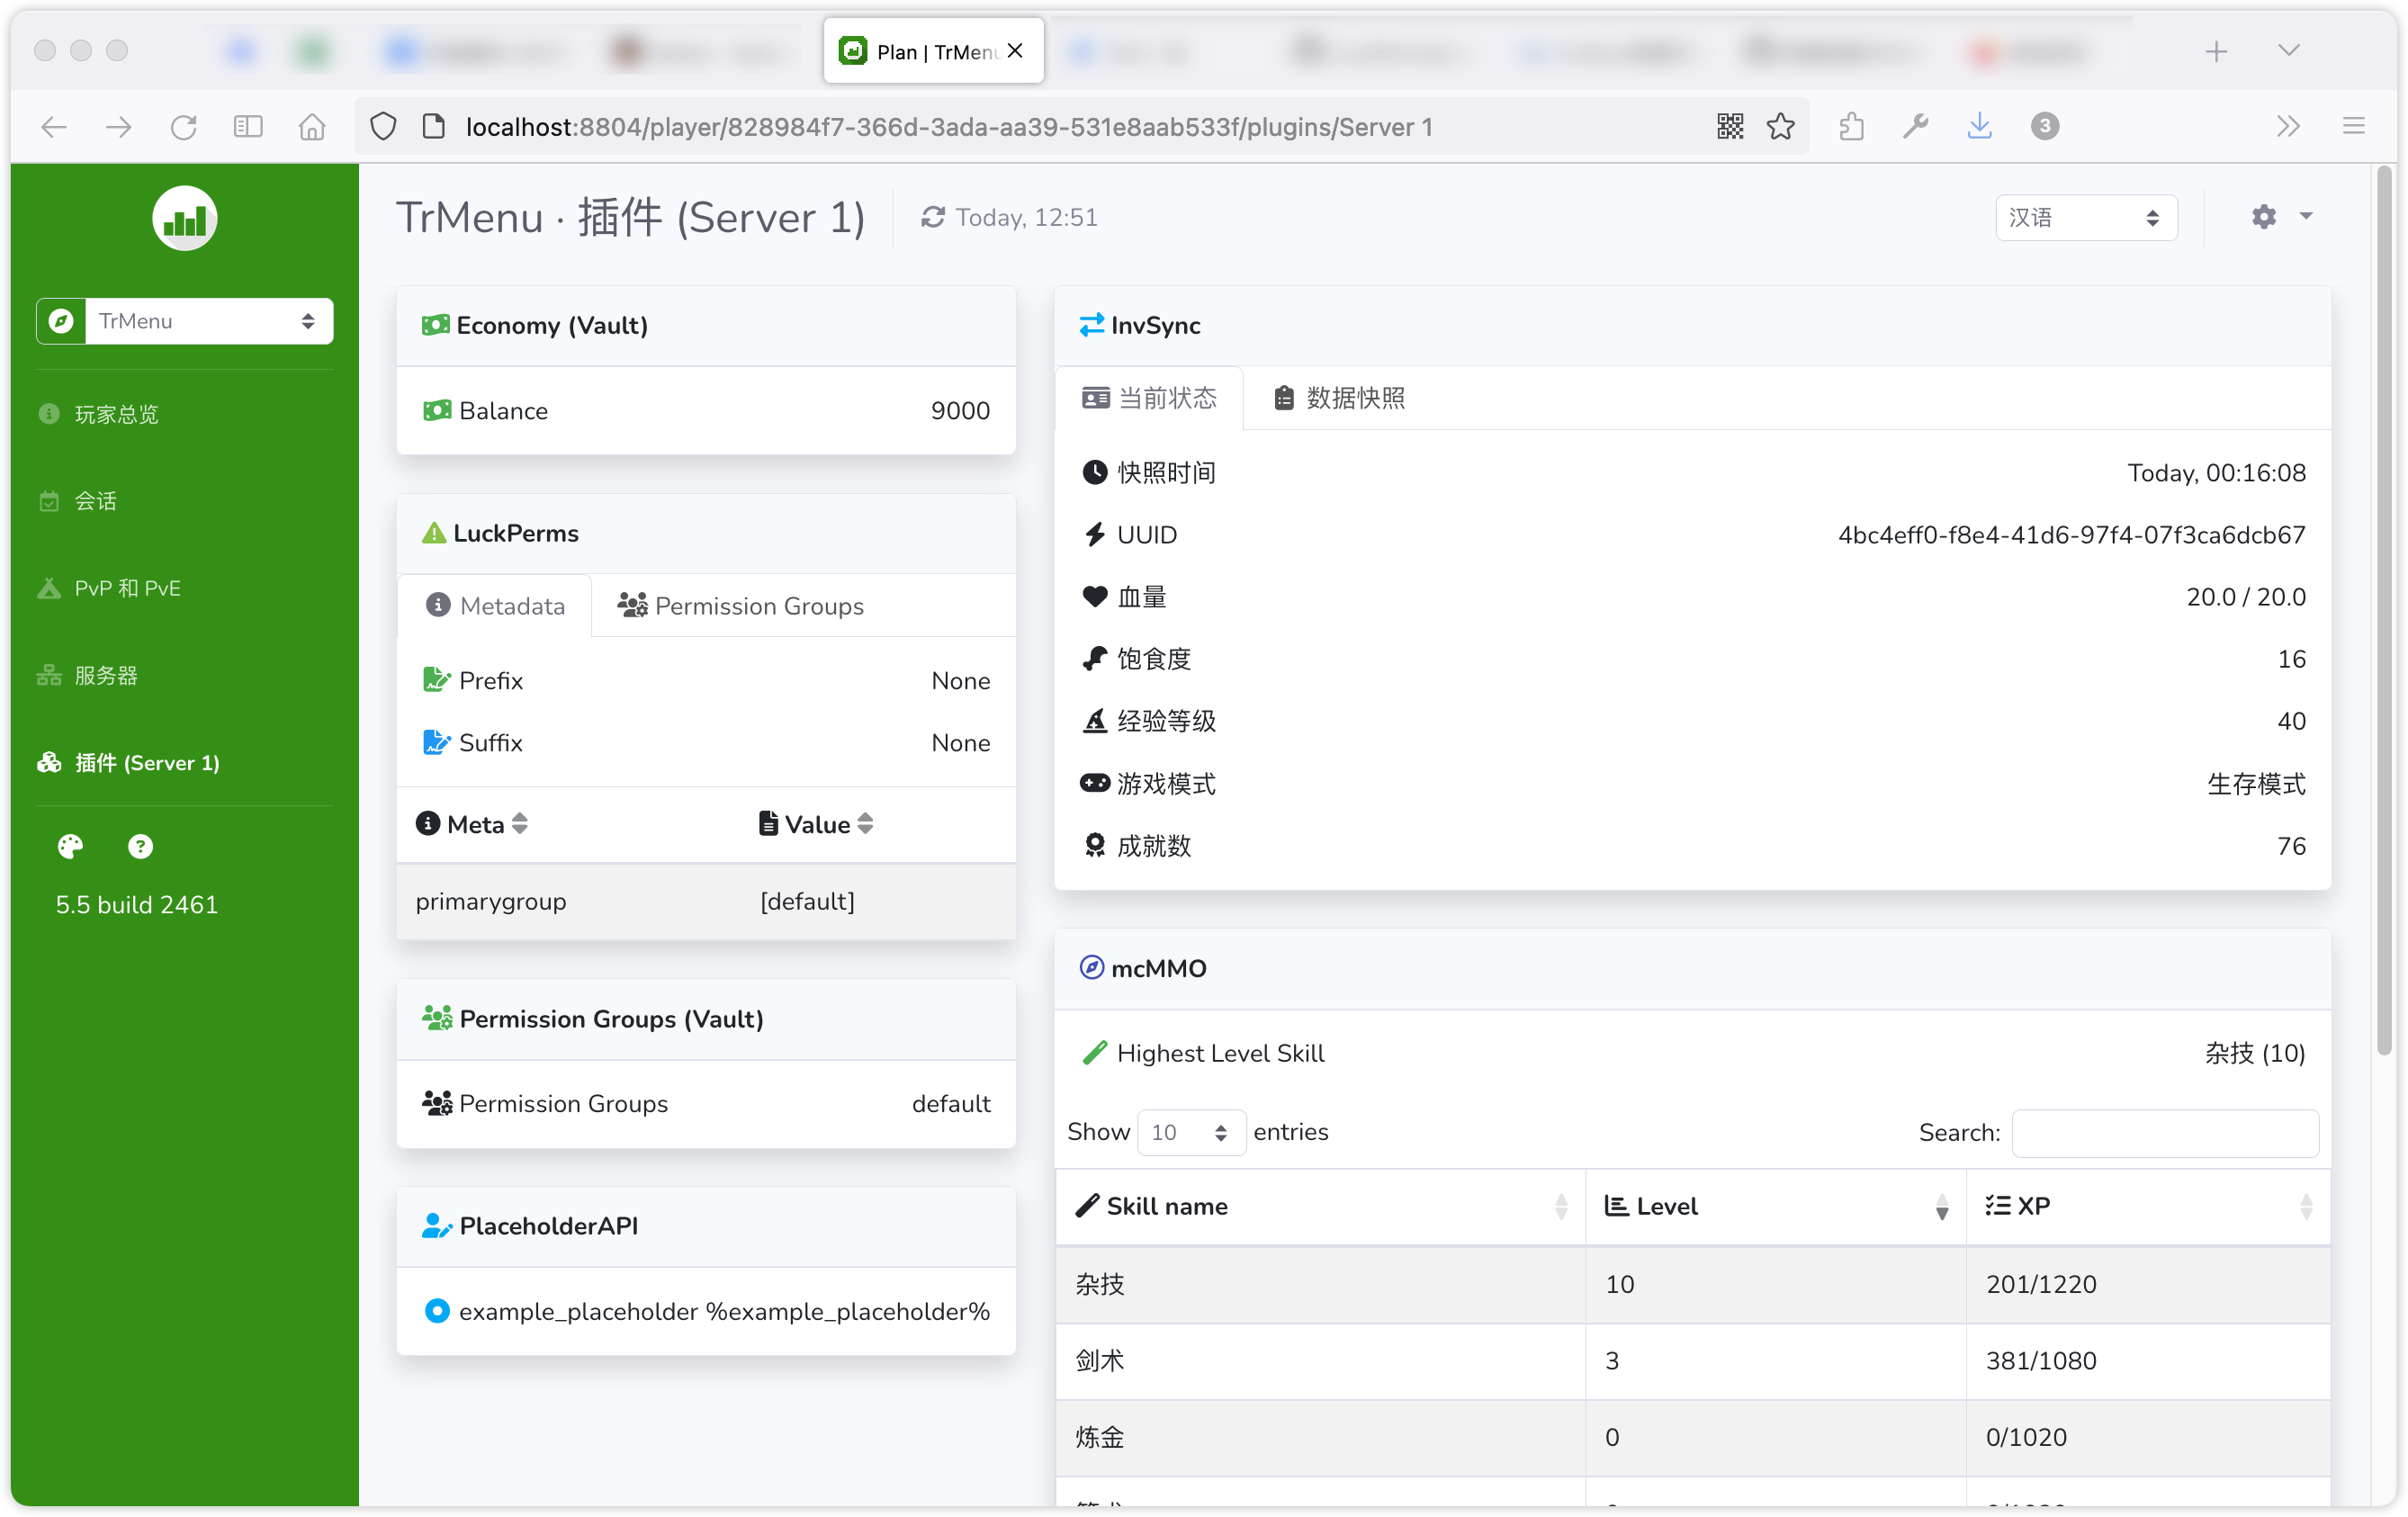 Plan | TrMenu
localhost:8804/player/828984f7-366d-3ada-aa39-531e8aab533f/plugins/Server 1
3
TrMenu · 插件 (Server 1)
Today, 12:51
汉语
TrMenu
玩家总览
会话
PvP 和 PvE
服务器
插件 (Server 1)
5.5 build 2461
Economy (Vault)
Balance 9000
LuckPerms
Metadata Permission Groups
Prefix None
Suffix None
Meta Value
primarygroup [default]
Permission Groups (Vault)
Permission Groups default
PlaceholderAPI
example_placeholder %example_placeholder%
InvSync
当前状态 数据快照
快照时间 Today, 00:16:08
UUID 4bc4eff0-f8e4-41d6-97f4-07f3ca6dcb67
血量 20.0 / 20.0
饱食度 16
经验等级 40
游戏模式 生存模式
成就数 76
mcMMO
Highest Level Skill 杂技 (10)
Show 10 entries Search:
Skill name Level XP
杂技 10 201/1220
剑术 3 381/1080
炼金 0 0/1020